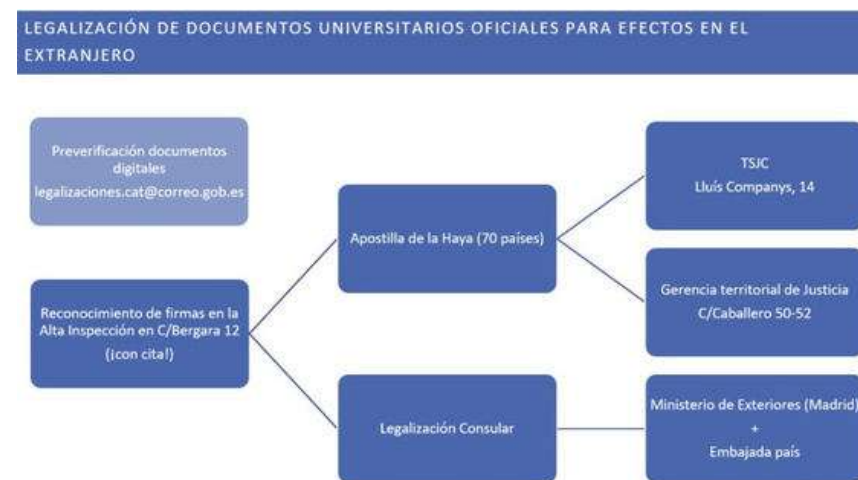 LEGALIZACIÓN DE DOCUMENTOS UNIVERSITARIOS OFICIALES PARA EFECTOS EN EL
EXTRANJERO
Preverificación documentos
digitales
legalizaciones.cat@correo.gob.es
Reconocimiento de firmas en la
Alta Inspección en C/Bergara 12
(¡con cita!)
Apostilla de la Haya (70 países)
Legalización Consular
TSJC
Lluís Companys, 14
Gerencia territorial de Justicia
C/Caballero 50-52
Ministerio de Exteriores (Madrid)
+
Embajada país